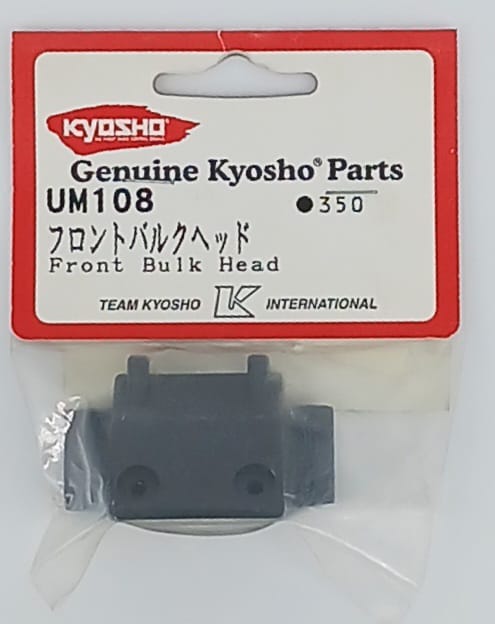 KYOSHO
Genuine Kyosho® Parts
UM108 ●350
フロントバルクヘッド
Front Bulk Head
TEAM KYOSHO K INTERNATIONAL